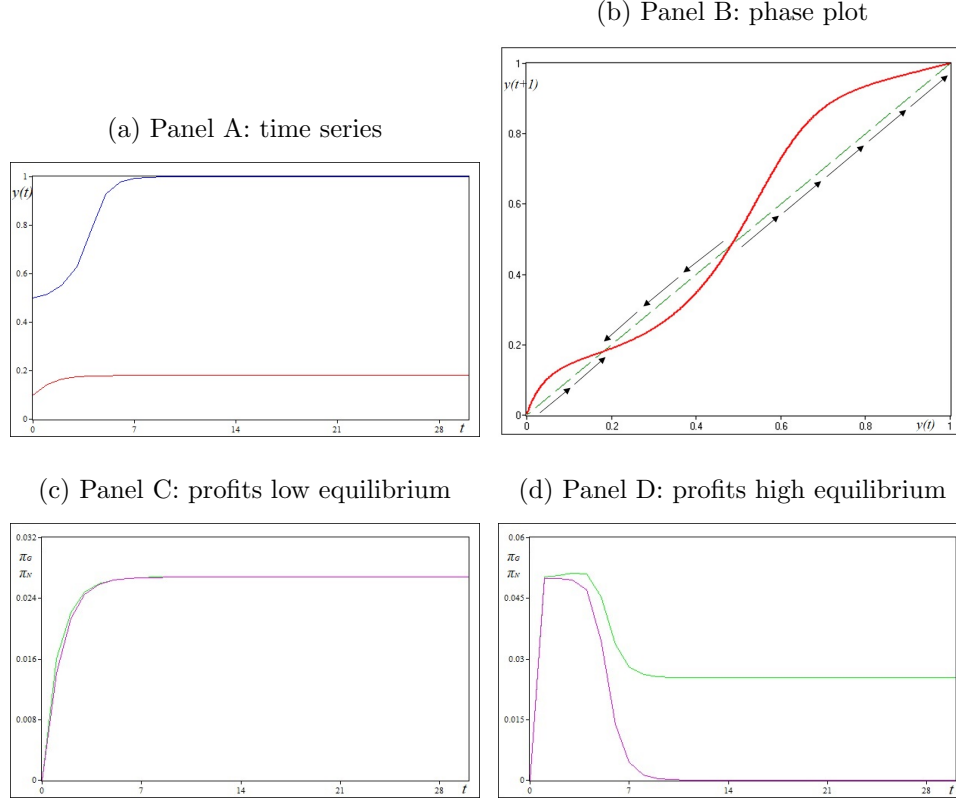 (b) Panel B: phase plot
1
y(t+1)
0.8
0.6
0.4
0.2
0
0 0.2 0.4 0.6 0.8 y(t) 1
(a) Panel A: time series
1
y(t)
0.8
0.6
0.4
0.2
0
0 7 14 21 28 t
(c) Panel C: profits low equilibrium
0.032
πG
πN
0.024
0.016
0.008
0
0 7 14 21 28 t
(d) Panel D: profits high equilibrium
0.06
πG
πN
0.045
0.03
0.015
0
0 7 14 21 28 t